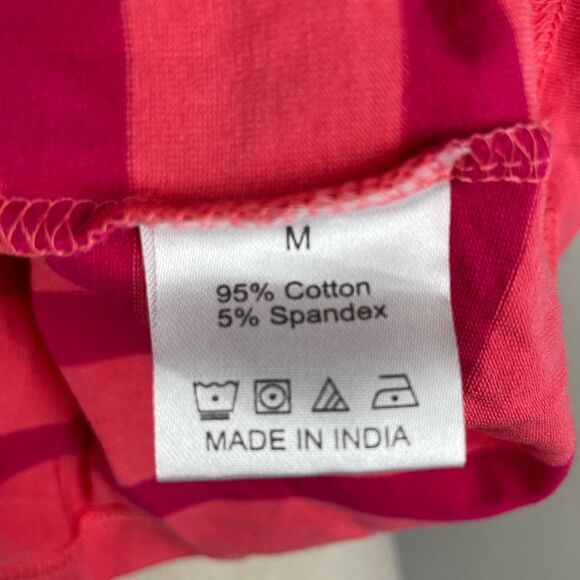 M
95% Cotton
5% Spandex
MADE IN INDIA